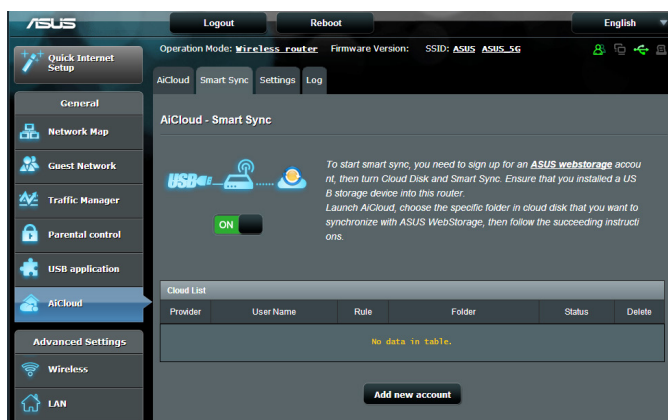 ASUS
Logout
Reboot
English
Quick Internet
Setup
Operation Mode: Wireless router Firmware Version: SSID: ASUS ASUS_5G
AiCloud
Smart Sync
Settings
Log
General
Network Map
Guest Network
Traffic Manager
Parental control
USB application
AiCloud
Advanced Settings
Wireless
LAN
AiCloud - Smart Sync
USB
To start smart sync, you need to sign up for an ASUS webstorage accou
nt, then turn Cloud Disk and Smart Sync. Ensure that you installed a US
B storage device into this router.
Launch AiCloud, choose the specific folder in cloud disk that you want to
synchronize with ASUS WebStorage, then follow the succeeding instructi
ons.
ON
Cloud List
Provider User Name Rule Folder Status Delete
No data in table.
Add new account